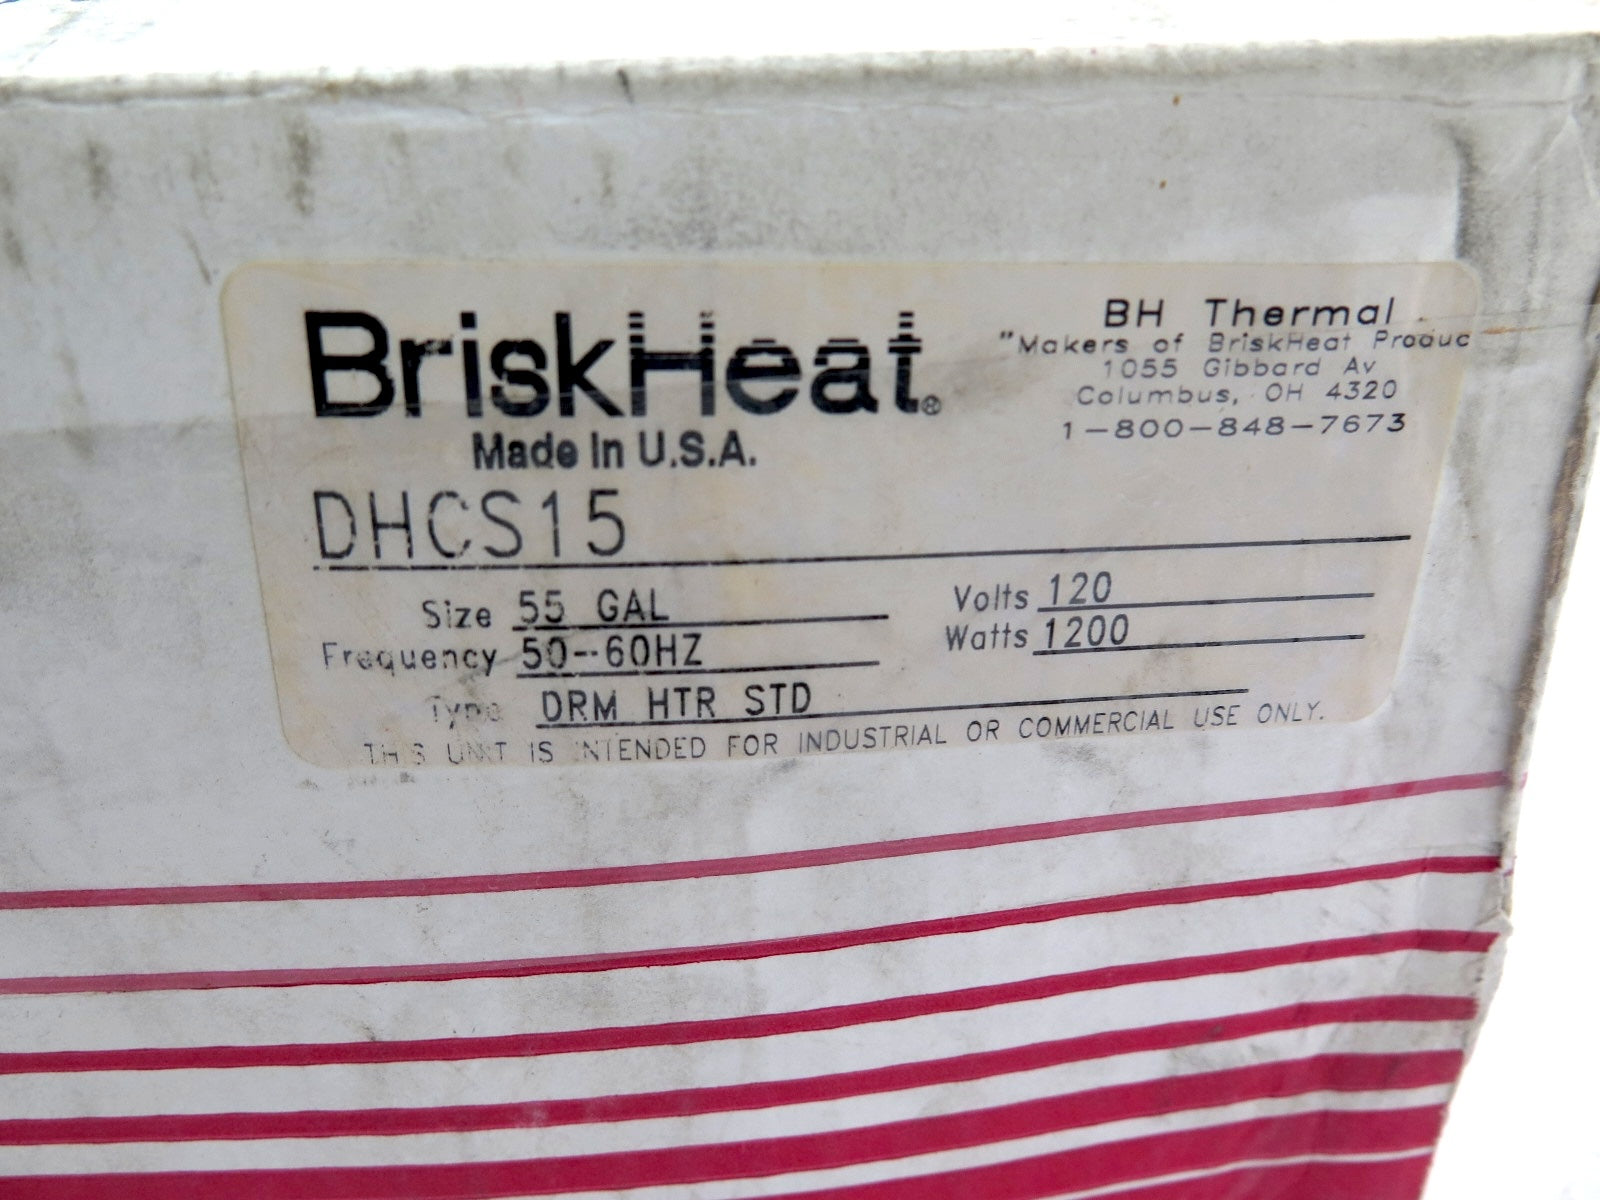 BriskHeat®
Made In U.S.A.
BH Thermal
"Makers of BriskHeat Produc
1055 Gibbard Av
Columbus, OH 4320
1-800-848-7673
DHCS15
Size 55 GAL
Volts 120
Frequency 50-60HZ
Watts 1200
Type DRM HTR STD
THIS UNIT IS INTENDED FOR INDUSTRIAL OR COMMERCIAL USE ONLY.